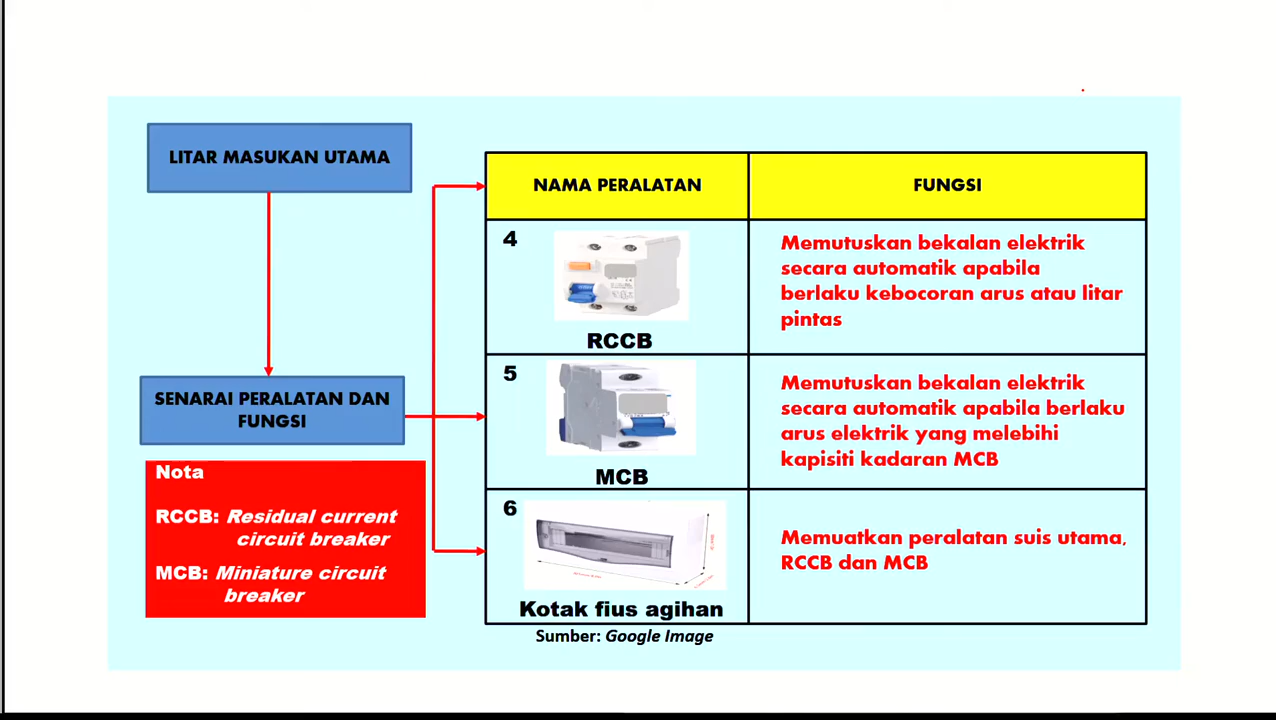 LITAR MASUKAN UTAMA
SENARAI PERALATAN DAN
FUNGSI
Nota
RCCB: Residual current
circuit breaker
MCB: Miniature circuit
breaker
NAMA PERALATAN
FUNGSI
4
RCCB
Memutuskan bekalan elektrik
secara automatik apabila
berlaku kebocoran arus atau litar
pintas
5
MCB
Memutuskan bekalan elektrik
secara automatik apabila berlaku
arus elektrik yang melebihi
kapisiti kadaran MCB
6
Kotak fius agihan
Memuatkan peralatan suis utama,
RCCB dan MCB
Sumber: Google Image